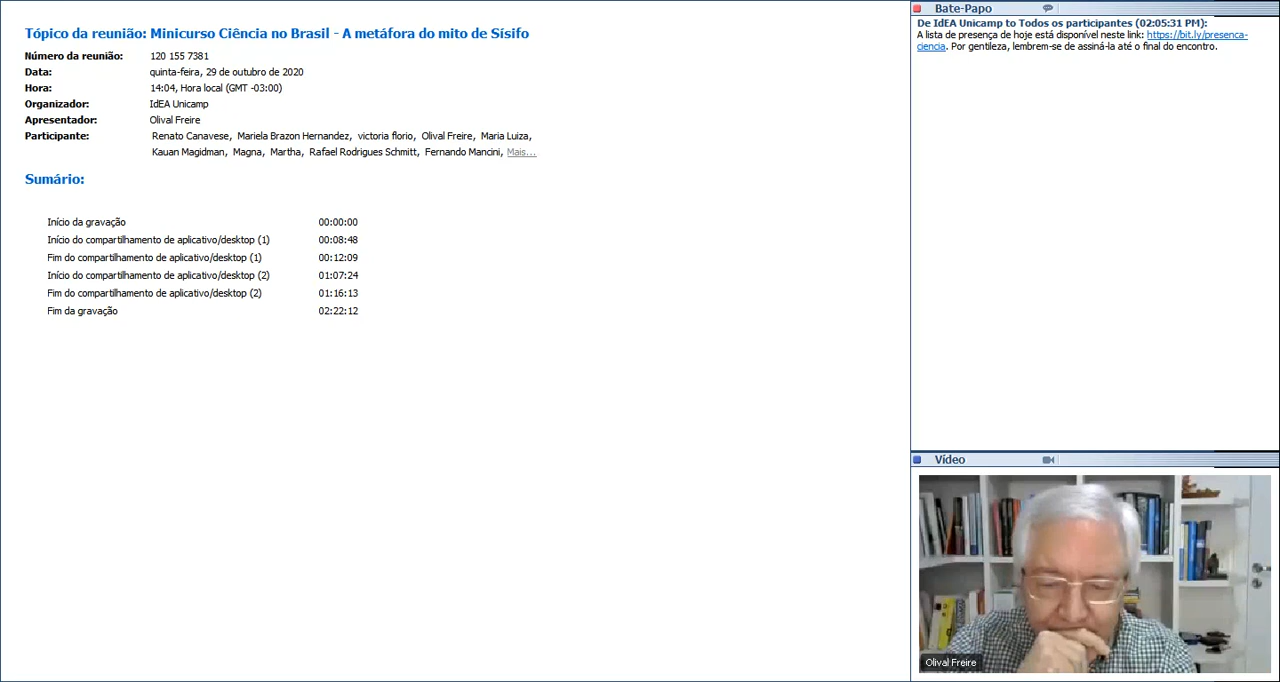 Tópico da reunião: Minicurso Ciência no Brasil - A metáfora do mito de Sísifo
Número da reunião: 120 155 7381
Data: quinta-feira, 29 de outubro de 2020
Hora: 14:04, Hora local (GMT -03:00)
Organizador: IdEA Unicamp
Apresentador: Olival Freire
Participante: Renato Canavese, Mariela Brazon Hernandez, victoria florio, Olival Freire, Maria Luiza,
Kauan Magidman, Magna, Martha, Rafael Rodrigues Schmitt, Fernando Mancini, Mais...
Sumário:
Início da gravação 00:00:00
Início do compartilhamento de aplicativo/desktop (1) 00:08:48
Fim do compartilhamento de aplicativo/desktop (1) 00:12:09
Início do compartilhamento de aplicativo/desktop (2) 01:07:24
Fim do compartilhamento de aplicativo/desktop (2) 01:16:13
Fim da gravação 02:22:12
Bate-Papo
De IdEA Unicamp to Todos os participantes (02:05:31 PM):
A lista de presença de hoje está disponível neste link: https://bit.ly/presenca-
ciencia. Por gentileza, lembrem-se de assiná-la até o final do encontro.
Vídeo
Olival Freire